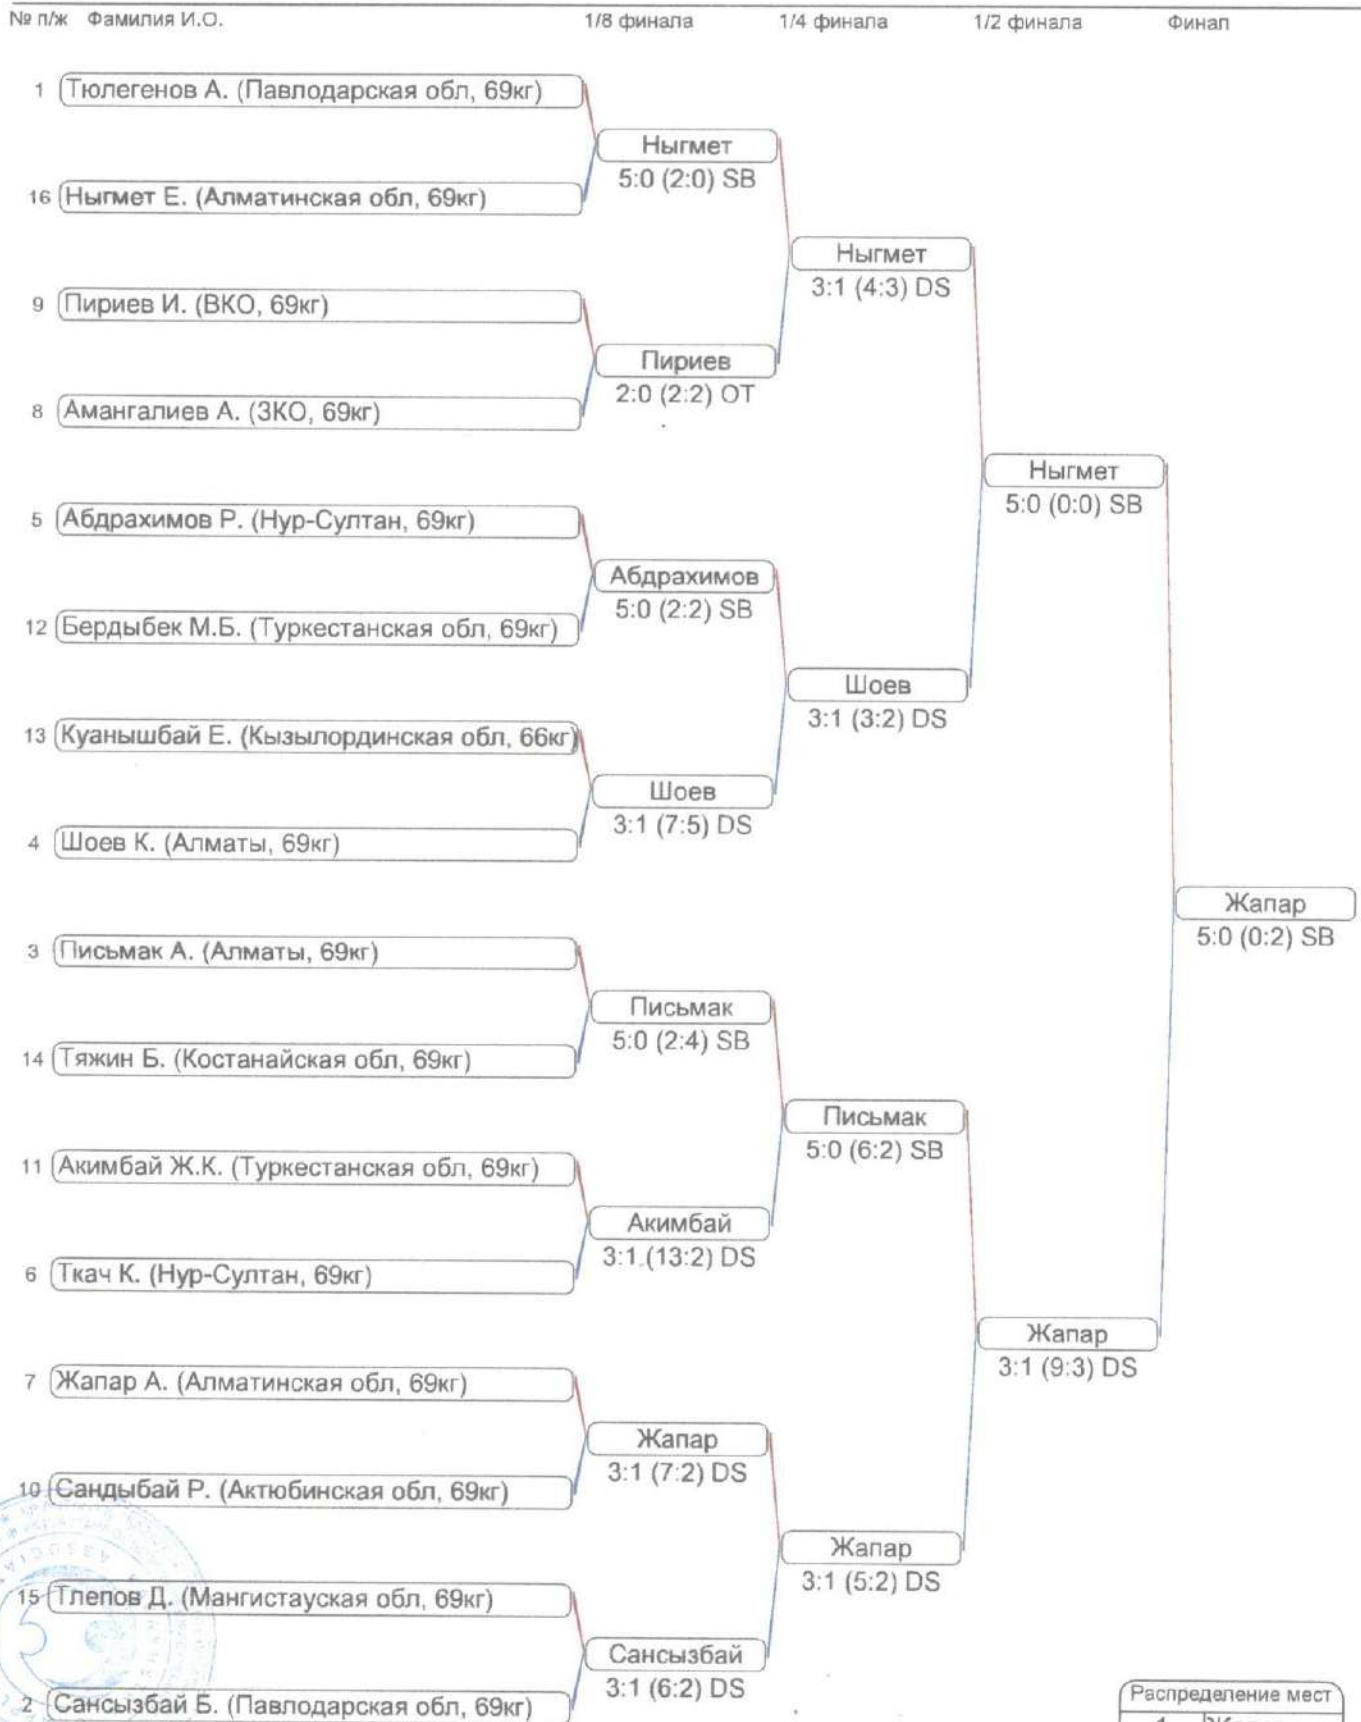 № п/ж Фамилия И.О. 1/8 финала 1/4 финала 1/2 финала Финал
1 Тюлегенов А. (Павлодарская обл, 69кг)
Ныгмет
5:0 (2:0) SB
16 Ныгмет Е. (Алматинская обл, 69кг)
Ныгмет
3:1 (4:3) DS
9 Пириев И. (ВКО, 69кг)
Пириев
2:0 (2:2) OT
8 Амангалиев А. (ЗКО, 69кг)
Ныгмет
5:0 (0:0) SB
5 Абдрахимов Р. (Нур-Султан, 69кг)
Абдрахимов
5:0 (2:2) SB
12 Бердыбек М.Б. (Туркестанская обл, 69кг)
Шоев
3:1 (3:2) DS
13 Куанышбай Е. (Кызылординская обл, 66кг)
Шоев
3:1 (7:5) DS
4 Шоев К. (Алматы, 69кг)
Жапар
5:0 (0:2) SB
3 Письмак А. (Алматы, 69кг)
Письмак
5:0 (2:4) SB
14 Тяжин Б. (Костанайская обл, 69кг)
Письмак
5:0 (6:2) SB
11 Акимбай Ж.К. (Туркестанская обл, 69кг)
Акимбай
3:1 (13:2) DS
6 Ткач К. (Нур-Султан, 69кг)
Жапар
3:1 (9:3) DS
7 Жапар А. (Алматинская обл, 69кг)
Жапар
3:1 (7:2) DS
10 Сандыбай Р. (Актюбинская обл, 69кг)
Жапар
3:1 (5:2) DS
15 Тлепов Д. (Мангистауская обл, 69кг)
Сансызбай
3:1 (6:2) DS
2 Сансызбай Б. (Павлодарская обл, 69кг)
Распределение мест